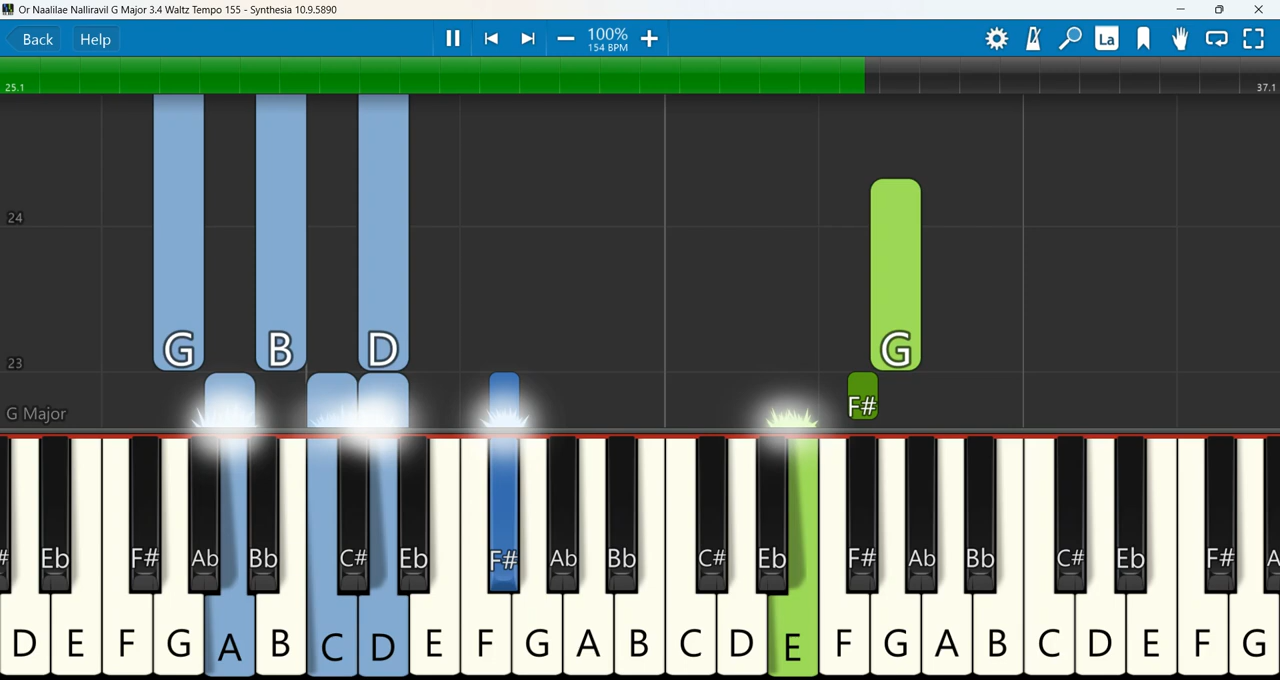 Or Naalilae Nalliravil G Major 3.4 Waltz Tempo 155 - Synthesia 10.9.5890
Back Help 100% La
154 BPM
25.1 37.1
24
G B D G
23
G Major F#
Eb F# Ab Bb C# Eb F# Ab Bb C# Eb F# Ab Bb C# Eb F# A
D E F G A B C D E F G A B C D E F G A B C D E F G